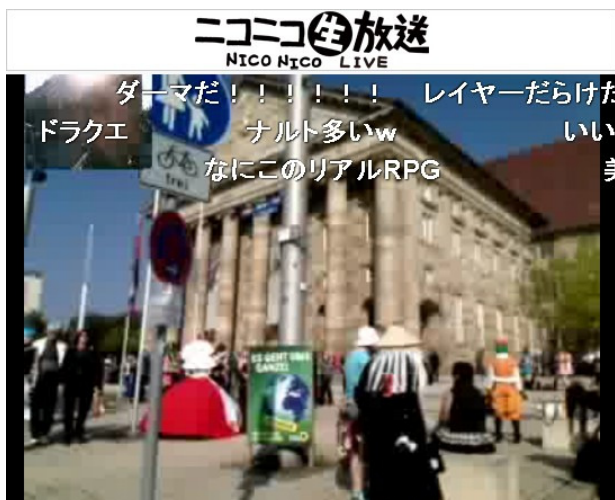 ニコニコ生放送
NICO NICO LIVE
ダーマだ！！！！！！ レイヤーだらけだ
ドラクエ ナルト多いw いい
なにこのリアルRPG 美
frei
ES GEHT UMS
GANZE!